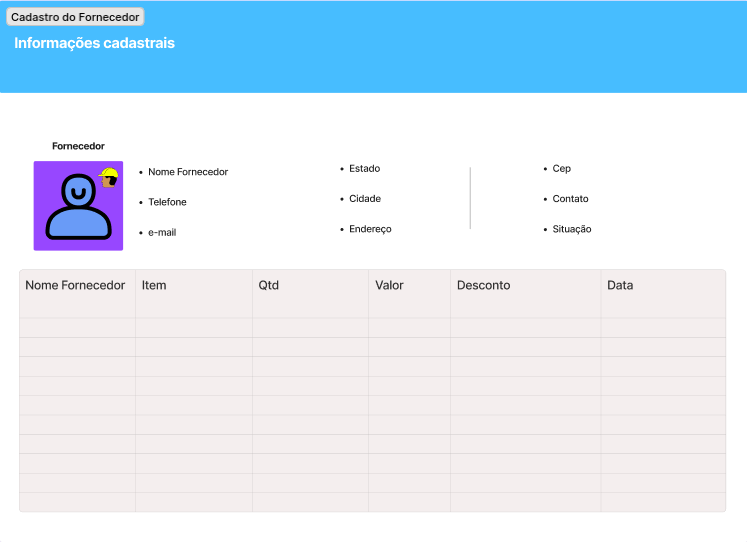 Cadastro do Fornecedor
Informações cadastrais
Fornecedor
• Nome Fornecedor
• Telefone
• e-mail
• Estado
• Cidade
• Endereço
• Cep
• Contato
• Situação
Nome Fornecedor Item Qtd Valor Desconto Data